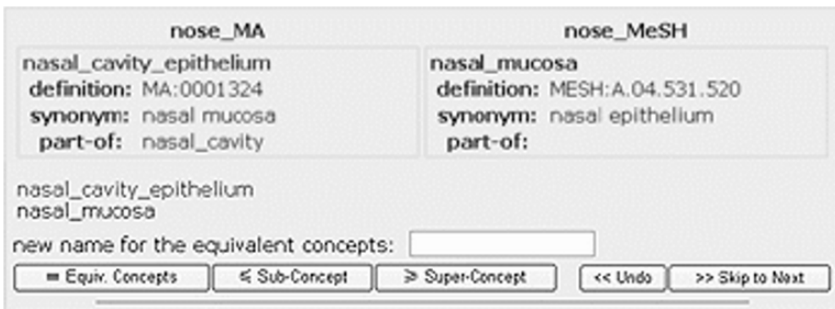 nose_MA
nasal_cavity_epithelium
definition: MA:0001324
synonym: nasal mucosa
part-of: nasal_cavity
nose_MeSH
nasal_mucosa
definition: MESH:A.04.531.520
synonym: nasal epithelium
part-of:
nasal_cavity_epithelium
nasal_mucosa
new name for the equivalent concepts:
= Equiv. Concepts ⩽ Sub-Concept ⩾ Super-Concept << Undo >> Skip to Next